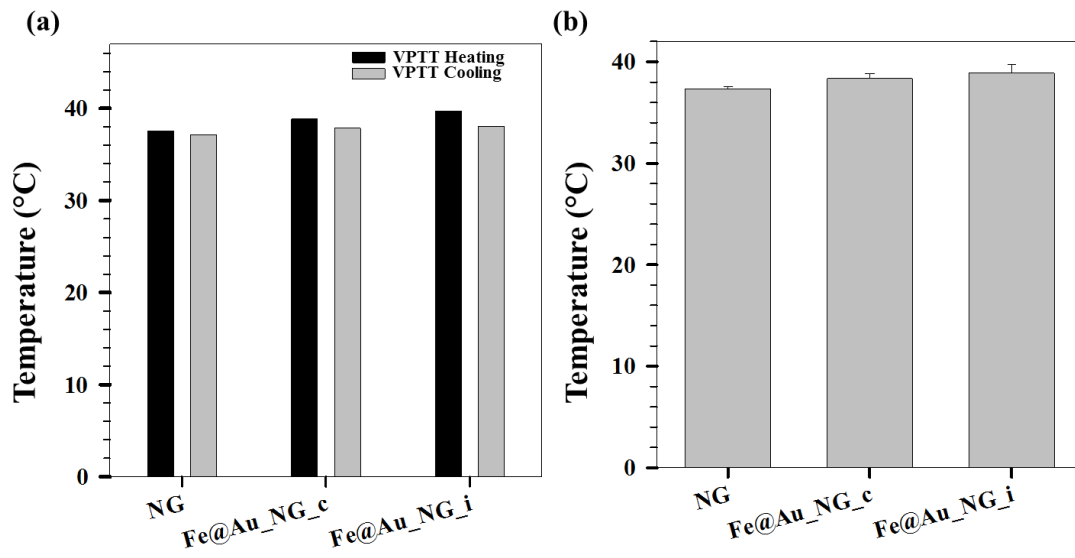 (a)
VPTT Heating
VPTT Cooling
Temperature (°C)
40
30
20
10
0
NG
Fe@Au_NG_c
Fe@Au_NG_i
(b)
Temperature (°C)
40
30
20
10
0
NG
Fe@Au_NG_c
Fe@Au_NG_i